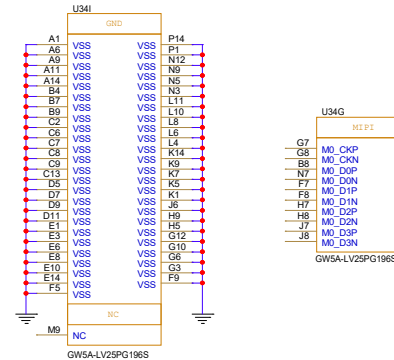 U34I
GND
A1 VSS VSS P14
A6 VSS VSS P1
A9 VSS VSS N12
A11 VSS VSS N9
A14 VSS VSS N5
B4 VSS VSS N3
B7 VSS VSS L11
B9 VSS VSS L10
C2 VSS VSS L8
C6 VSS VSS L6
C7 VSS VSS L4
C8 VSS VSS K14
C9 VSS VSS K9
C13 VSS VSS K7
D5 VSS VSS K5
D7 VSS VSS K1
D9 VSS VSS J6
D11 VSS VSS H9
E1 VSS VSS H5
E3 VSS VSS G12
E6 VSS VSS G10
E8 VSS VSS G6
E10 VSS VSS G3
E14 VSS VSS F9
F5 VSS
NC
M9 NC
GW5A-LV25PG196S
U34G
MIPI
G7 M0_CKP
G8 M0_CKN
B8 M0_D0P
N7 M0_D0N
F7 M0_D1P
F8 M0_D1N
H7 M0_D2P
H8 M0_D2N
J7 M0_D3P
J8 M0_D3N
GW5A-LV25PG196S